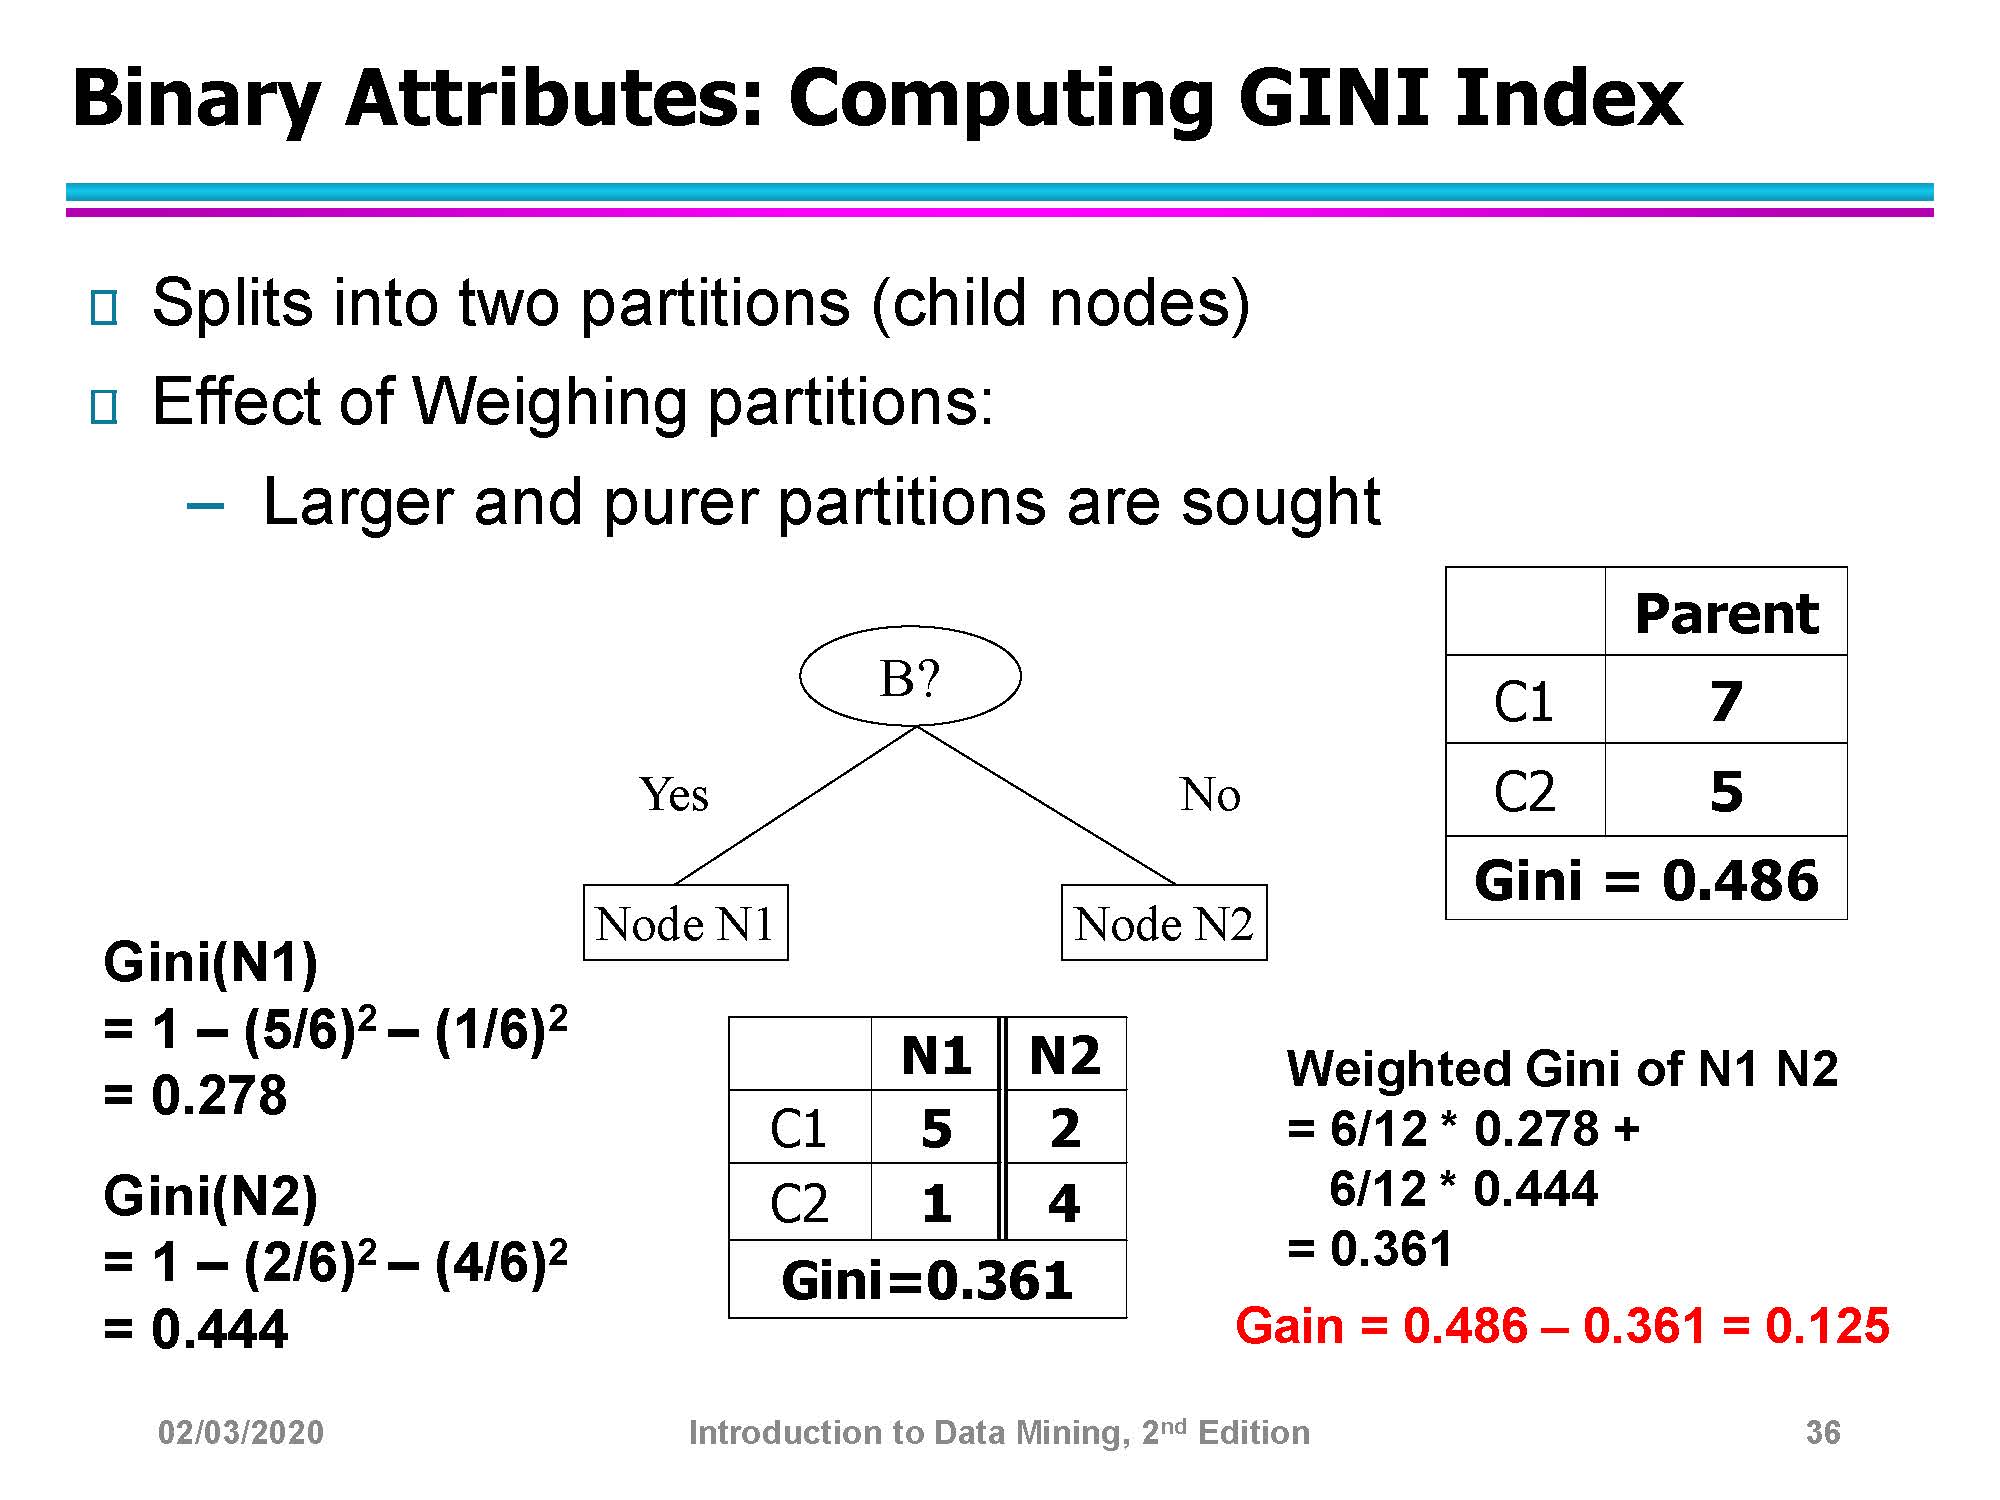 Binary Attributes: Computing GINI Index
Splits into two partitions (child nodes)
Effect of Weighing partitions:
– Larger and purer partitions are sought
B?
Yes No
Node N1 Node N2
Parent
C1 7
C2 5
Gini = 0.486
Gini(N1)
= 1 – (5/6)² – (1/6)²
= 0.278
Gini(N2)
= 1 – (2/6)² – (4/6)²
= 0.444
N1 N2
C1 5 2
C2 1 4
Gini=0.361
Weighted Gini of N1 N2
= 6/12 * 0.278 +
6/12 * 0.444
= 0.361
Gain = 0.486 – 0.361 = 0.125
02/03/2020 Introduction to Data Mining, 2nd Edition 36